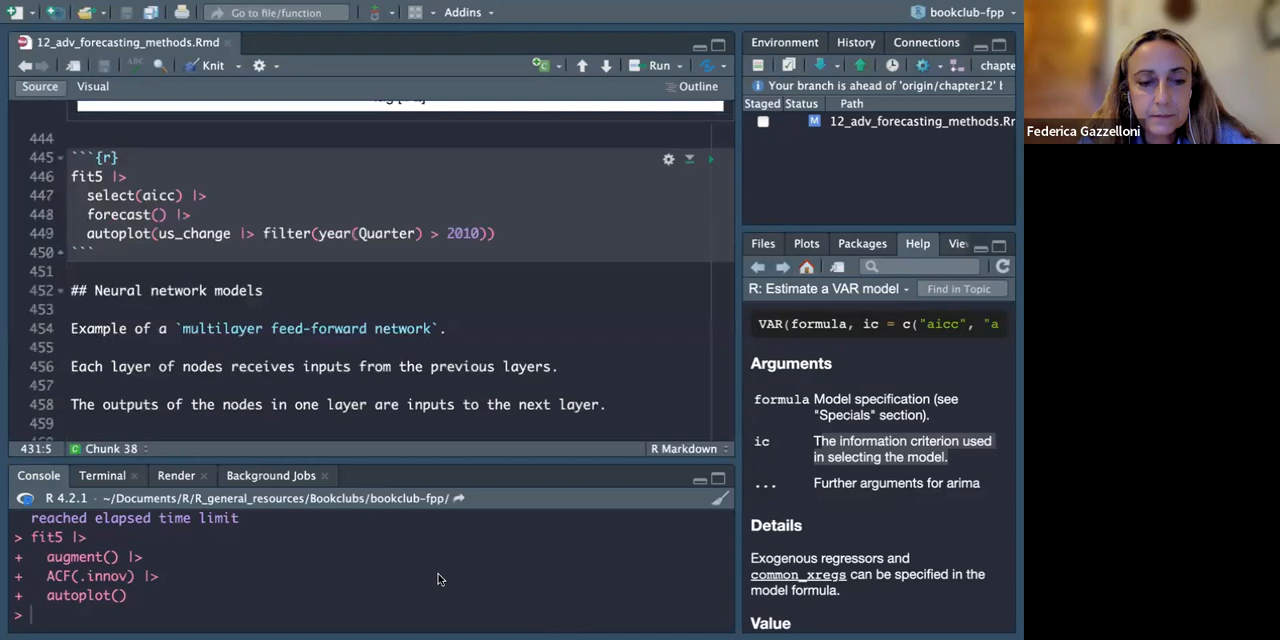 Go to file/function
Addins
bookclub-fpp
12_adv_forecasting_methods.Rmd
Knit
Run
Source
Visual
Outline
444
445 ```{r}
446 fit5 |>
447 select(aicc) |>
448 forecast() |>
449 autoplot(us_change |> filter(year(Quarter) > 2010))
450 ```
451
452 ## Neural network models
453
454 Example of a `multilayer feed-forward network`.
455
456 Each layer of nodes receives inputs from the previous layers.
457
458 The outputs of the nodes in one layer are inputs to the next layer.
459
431:5
Chunk 38
R Markdown
Console
Terminal
Render
Background Jobs
R 4.2.1 · ~/Documents/R/R_general_resources/Bookclubs/bookclub-fpp/
reached elapsed time limit
> fit5 |>
+ augment() |>
+ ACF(.innov) |>
+ autoplot()
>
Environment
History
Connections
chapte
Your branch is ahead of 'origin/chapter12' b
Staged Status Path
M 12_adv_forecasting_methods.Rm
Files
Plots
Packages
Help
Vie
R: Estimate a VAR model
Find in Topic
VAR(formula, ic = c("aicc", "a
Arguments
formula Model specification (see
"Specials" section).
ic The information criterion used
in selecting the model.
... Further arguments for arima
Details
Exogenous regressors and
common_xregs can be specified in the
model formula.
Value
Federica Gazzelloni